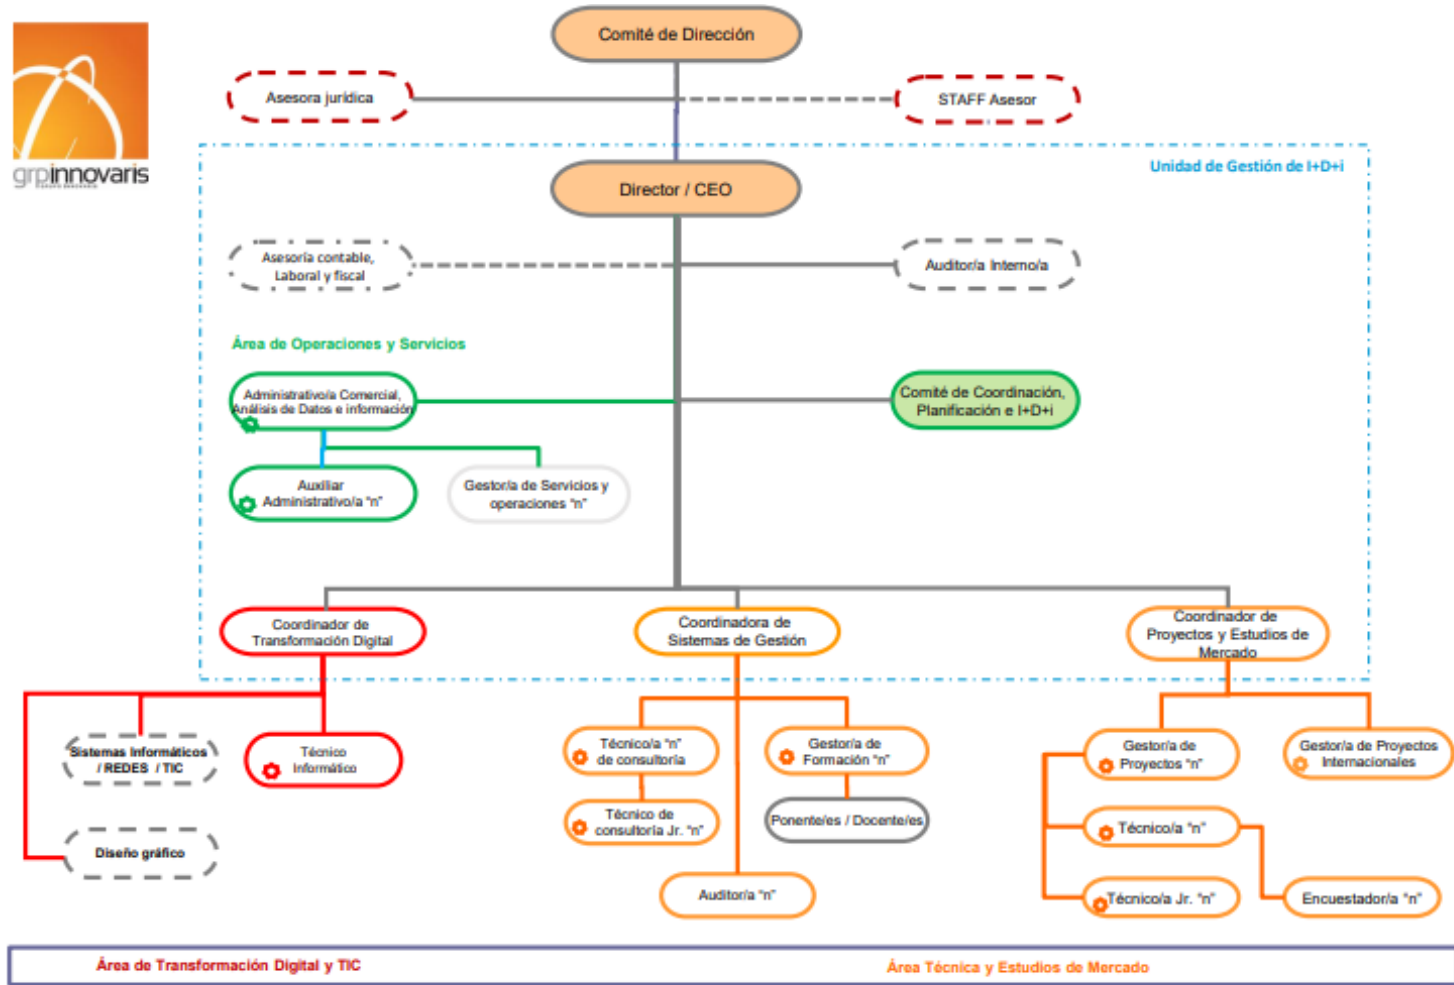 Comité de Dirección
Asesora jurídica
STAFF Asesor
grpinnovaris
Unidad de Gestión de I+D+i
Director / CEO
Asesoría contable,
Laboral y fiscal
Auditor/a Interno/a
Área de Operaciones y Servicios
Administrativo/a Comercial,
Análisis de Datos e información
Comité de Coordinación,
Planificación e I+D+i
Auxiliar
Administrativo/a “n”
Gestor/a de Servicios y
operaciones “n”
Coordinador de
Transformación Digital
Coordinadora de
Sistemas de Gestión
Coordinador de
Proyectos y Estudios de
Mercado
Sistemas Informáticos
/ REDES / TIC
Técnico
Informático
Técnico/a “n”
de consultoría
Gestor/a de
Formación “n”
Gestor/a de
Proyectos “n”
Gestor/a de Proyectos
Internacionales
Técnico de
consultoría Jr. “n”
Ponente/es / Docente/es
Técnico/a “n”
Diseño gráfico
Auditor/a “n”
Técnico/a Jr. “n”
Encuestador/a “n”
Área de Transformación Digital y TIC
Área Técnica y Estudios de Mercado